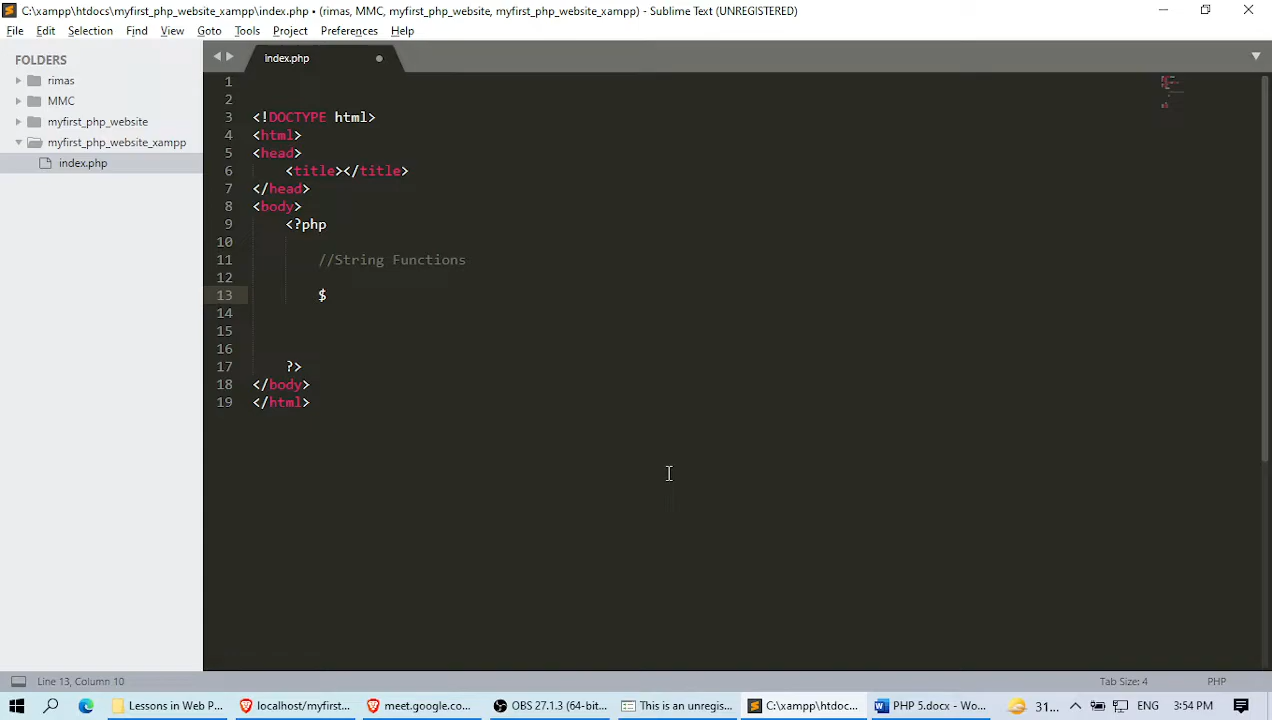 C:\xampp\htdocs\myfirst_php_website_xampp\index.php • (rimas, MMC, myfirst_php_website, myfirst_php_website_xampp) - Sublime Text (UNREGISTERED)
File Edit Selection Find View Goto Tools Project Preferences Help
FOLDERS
rimas
MMC
myfirst_php_website
myfirst_php_website_xampp
index.php
index.php
1
2
3 <!DOCTYPE html>
4 <html>
5 <head>
6 <title></title>
7 </head>
8 <body>
9 <?php
10
11 //String Functions
12
13 $
14
15
16
17 ?>
18 </body>
19 </html>
Line 13, Column 10 Tab Size: 4 PHP
Lessons in Web P... localhost/myfirst... meet.google.co... OBS 27.1.3 (64-bit... This is an unregis... C:\xampp\htdoc... PHP 5.docx - Wo... 31... ENG 3:54 PM